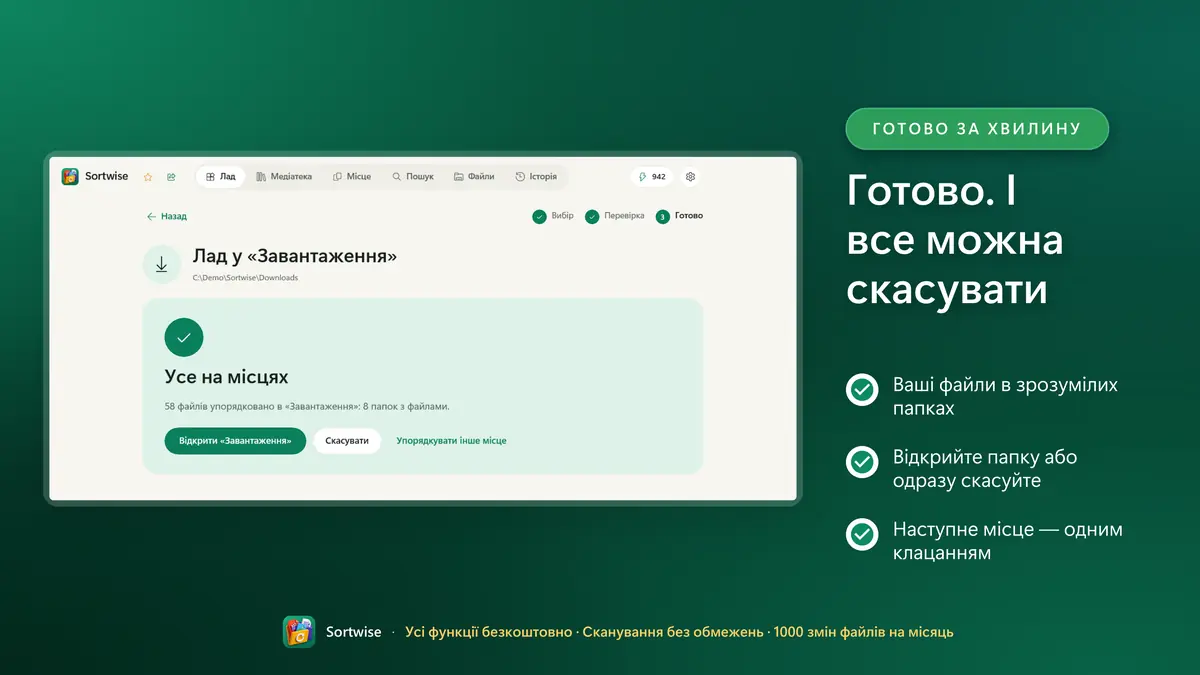 Sortwise
Лад
Медіатека
Місце
Пошук
Файли
Історія
942
Назад
Вибір
Перевірка
3
Готово
Лад у «Завантаження»
C:\Demo\Sortwise\Downloads
Усе на місцях
58 файлів упорядковано в «Завантаження»: 8 папок з файлами.
Відкрити «Завантаження»
Скасувати
Упорядкувати інше місце
ГОТОВО ЗА ХВИЛИНУ
Готово. І
все можна
скасувати
Ваші файли в зрозумілих
папках
Відкрийте папку або
одразу скасуйте
Наступне місце — одним
клацанням
Sortwise · Усі функції безкоштовно · Сканування без обмежень · 1000 змін файлів на місяць